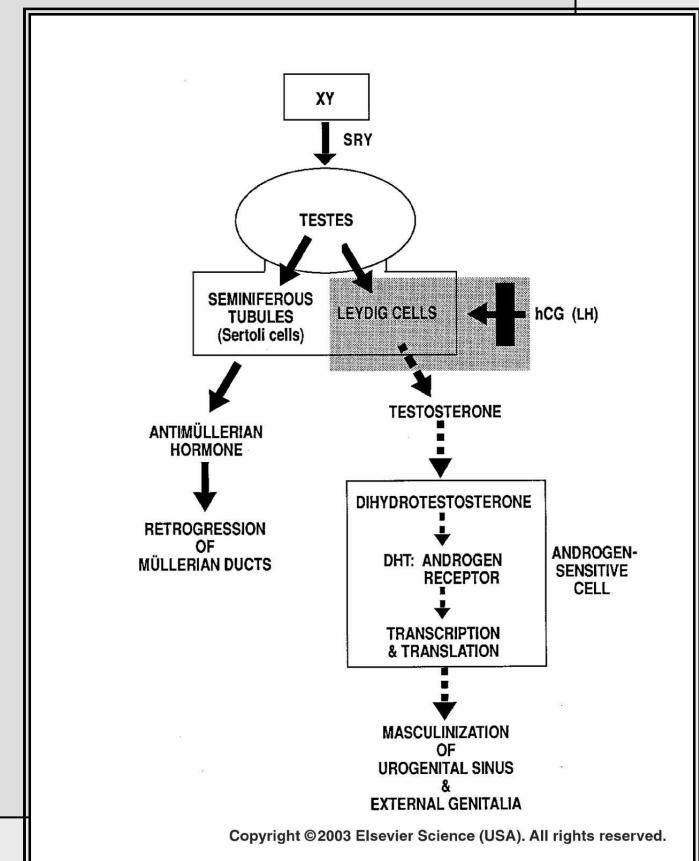 XY
SRY
TESTES
SEMINIFEROUS
TUBULES
(Sertoli cells)
LEYDIG CELLS
hCG (LH)
TESTOSTERONE
ANTIMÜLLERIAN
HORMONE
RETROGRESSION
OF
MÜLLERIAN DUCTS
DIHYDROTESTOSTERONE
DHT: ANDROGEN
RECEPTOR
TRANSCRIPTION
& TRANSLATION
ANDROGEN-
SENSITIVE
CELL
MASCULINIZATION
OF
UROGENITAL SINUS
&
EXTERNAL GENITALIA
Copyright ©2003 Elsevier Science (USA). All rights reserved.